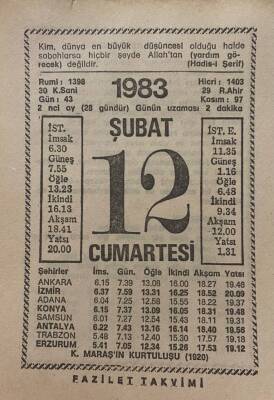 Kim, dünya en büyük düşüncesi olduğu halde
sabahlarsa hiçbir şeyde Allah'tan (yardım gö-
recek) değildir. (Hadis-i Şerif)
Rumi : 1398
30 K.Sani
Gün : 43
1983
Hicri : 1403
29 R.Ahir
Kasım : 97
2 nci ay (28 gündür) Günün uzaması 2 dakika
ŞUBAT
İST.
İmsak
6.30
Güneş
7.55
Öğle
13.23
İkindi
16.13
Akşam
18.41
Yatsı
20.00
12
İST. E.
İmsak
11.35
Güneş
1.16
Öğle
6.48
İkindi
9.34
Akşam
12.00
Yatsı
1.31
CUMARTESİ
Şehirler İms. Gün. Öğle İkindi Akşam Yatsı
ANKARA 6.15 7.39 13.08 16.00 18.27 19.46
İZMİR 6.37 7.59 13.31 16.25 18.52 20.09
ADANA 6.04 7.25 12.58 15.55 18.22 19.37
KONYA 6.15 7.37 13.09 16.05 18.31 19.48
SAMSUN 6.01 7.27 12.54 15.43 18.11 19.31
ANTALYA 6.22 7.43 13.16 16.14 18.40 19.56
TRABZON 5.48 7.13 12.40 15.30 17.57 19.18
ERZURUM 5.41 7.05 12.34 15.26 17.53 19.12
K. MARAŞ'IN KURTULUŞU (1920)
FAZİLET TAKVİMİ